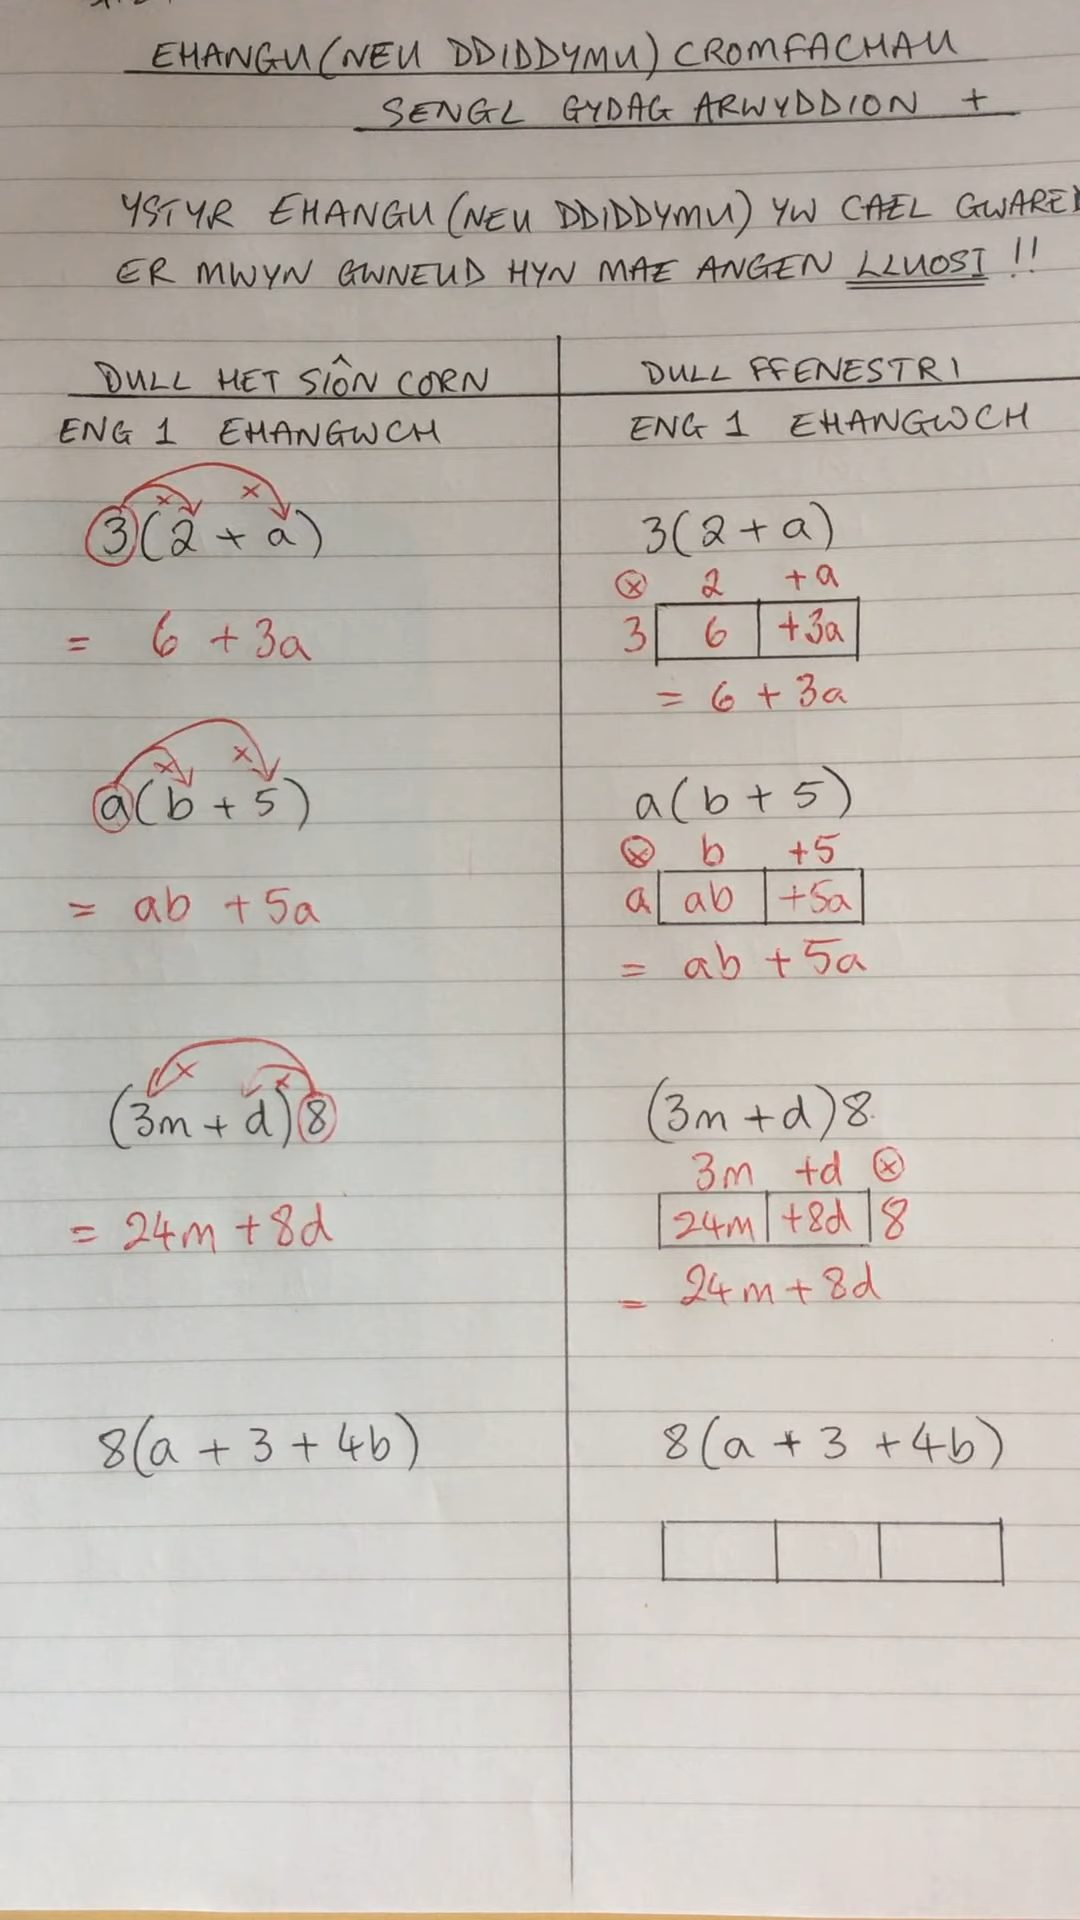 EHANGU (NEU DDIDDYMU) CROMFACHAU
SENGL GYDAG ARWYDDION +
YSTYR EHANGU (NEU DDIDDYMU) YW CAEL GWARED
ER MWYN GWNEUD HYN MAE ANGEN LLUOSI !!
DULL HET SIÔN CORN
ENG 1 EHANGWCH
3(2 + a)
× ×
= 6 + 3a
a(b + 5)
× ×
= ab + 5a
(3m + d)8
× ×
= 24m + 8d
8(a + 3 + 4b)
DULL FFENESTRI
ENG 1 EHANGWCH
3(2 + a)
⊗ 2 +a
3 6 +3a
= 6 + 3a
a(b + 5)
⊗ b +5
a ab +5a
= ab + 5a
(3m + d)8
3m +d ⊗
24m +8d 8
= 24m + 8d
8(a + 3 + 4b)